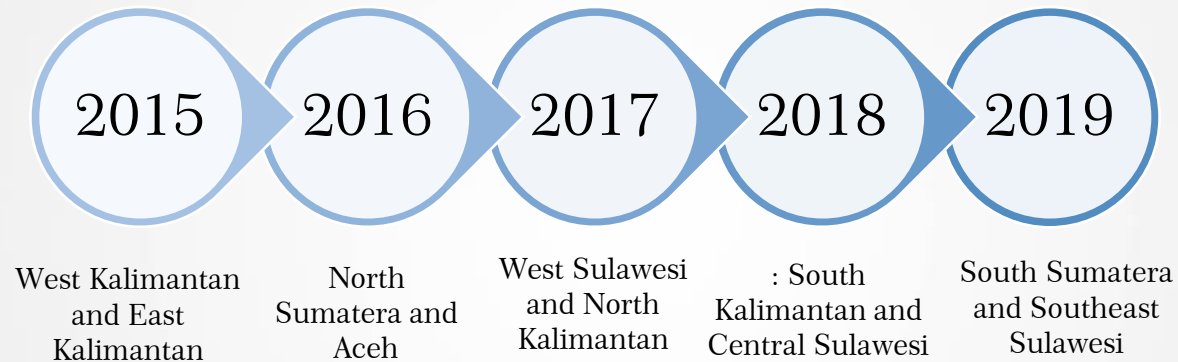 2015
2016
2017
2018
2019
West Kalimantan
and East
Kalimantan
North
Sumatera and
Aceh
West Sulawesi
and North
Kalimantan
: South
Kalimantan and
Central Sulawesi
South Sumatera
and Southeast
Sulawesi